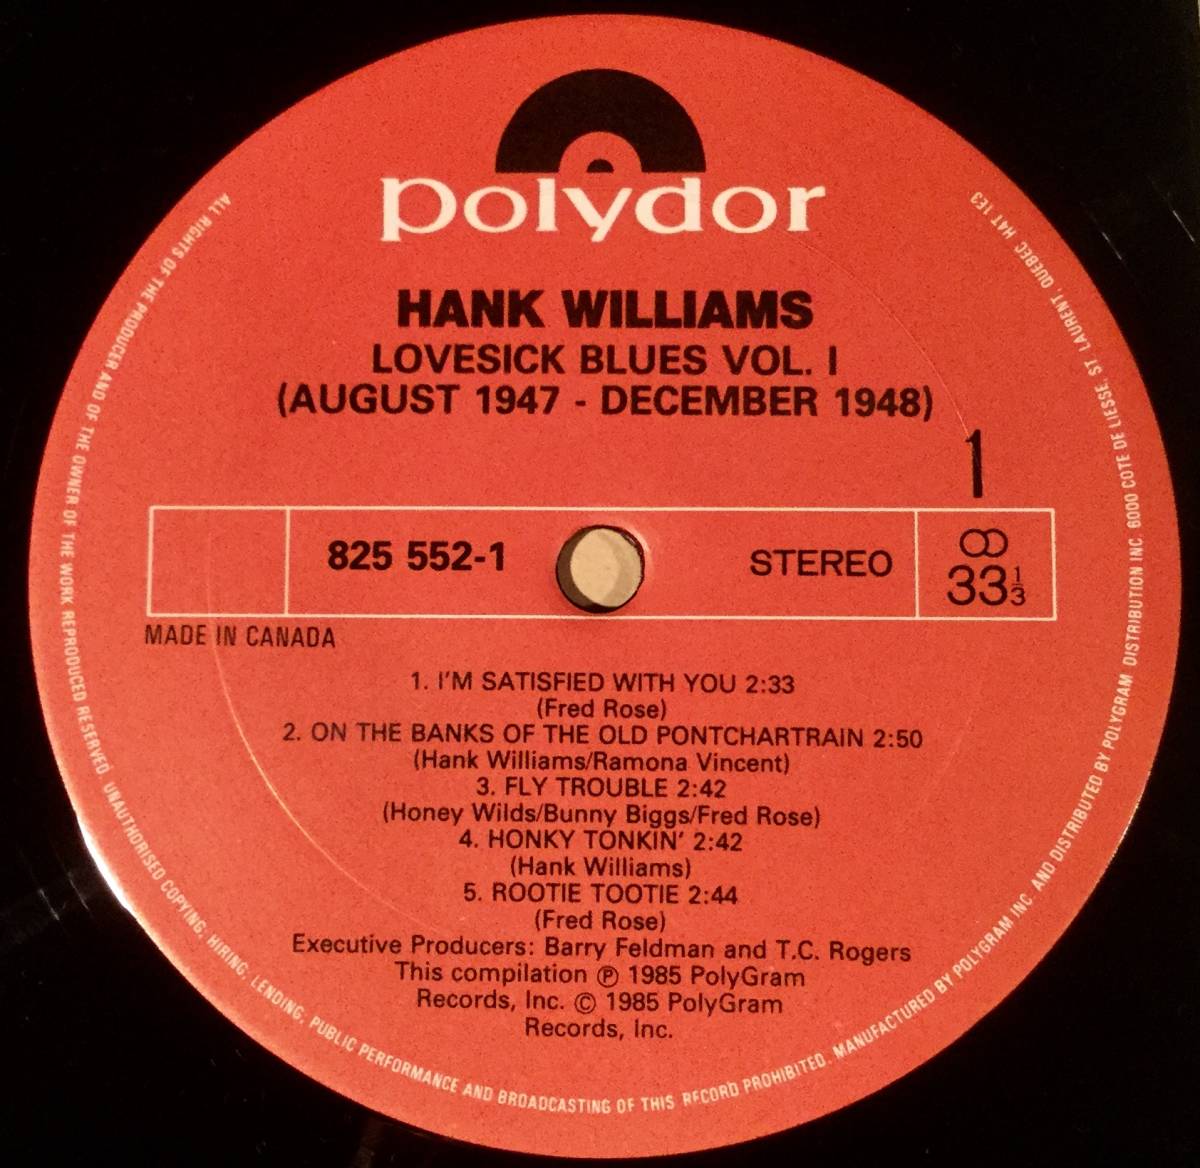 polydor
HANK WILLIAMS
LOVESICK BLUES VOL. I
(AUGUST 1947 - DECEMBER 1948)
1
825 552-1
STEREO
33 1/3
MADE IN CANADA
1. I'M SATISFIED WITH YOU 2:33
(Fred Rose)
2. ON THE BANKS OF THE OLD PONTCHARTRAIN 2:50
(Hank Williams/Ramona Vincent)
3. FLY TROUBLE 2:42
(Honey Wilds/Bunny Biggs/Fred Rose)
4. HONKY TONKIN' 2:42
(Hank Williams)
5. ROOTIE TOOTIE 2:44
(Fred Rose)
Executive Producers: Barry Feldman and T.C. Rogers
This compilation ℗ 1985 PolyGram
Records, Inc. © 1985 PolyGram
Records, Inc.
ALL RIGHTS OF THE PRODUCER AND OF THE OWNER OF THE WORK REPRODUCED RESERVED. UNAUTHORISED COPYING, HIRING, LENDING, PUBLIC PERFORMANCE AND BROADCASTING OF THIS RECORD PROHIBITED. MANUFACTURED BY POLYGRAM INC. AND DISTRIBUTED BY POLYGRAM DISTRIBUTION INC. 6000 COTE DE LIESSE, ST LAURENT, QUEBEC H4T 1E3